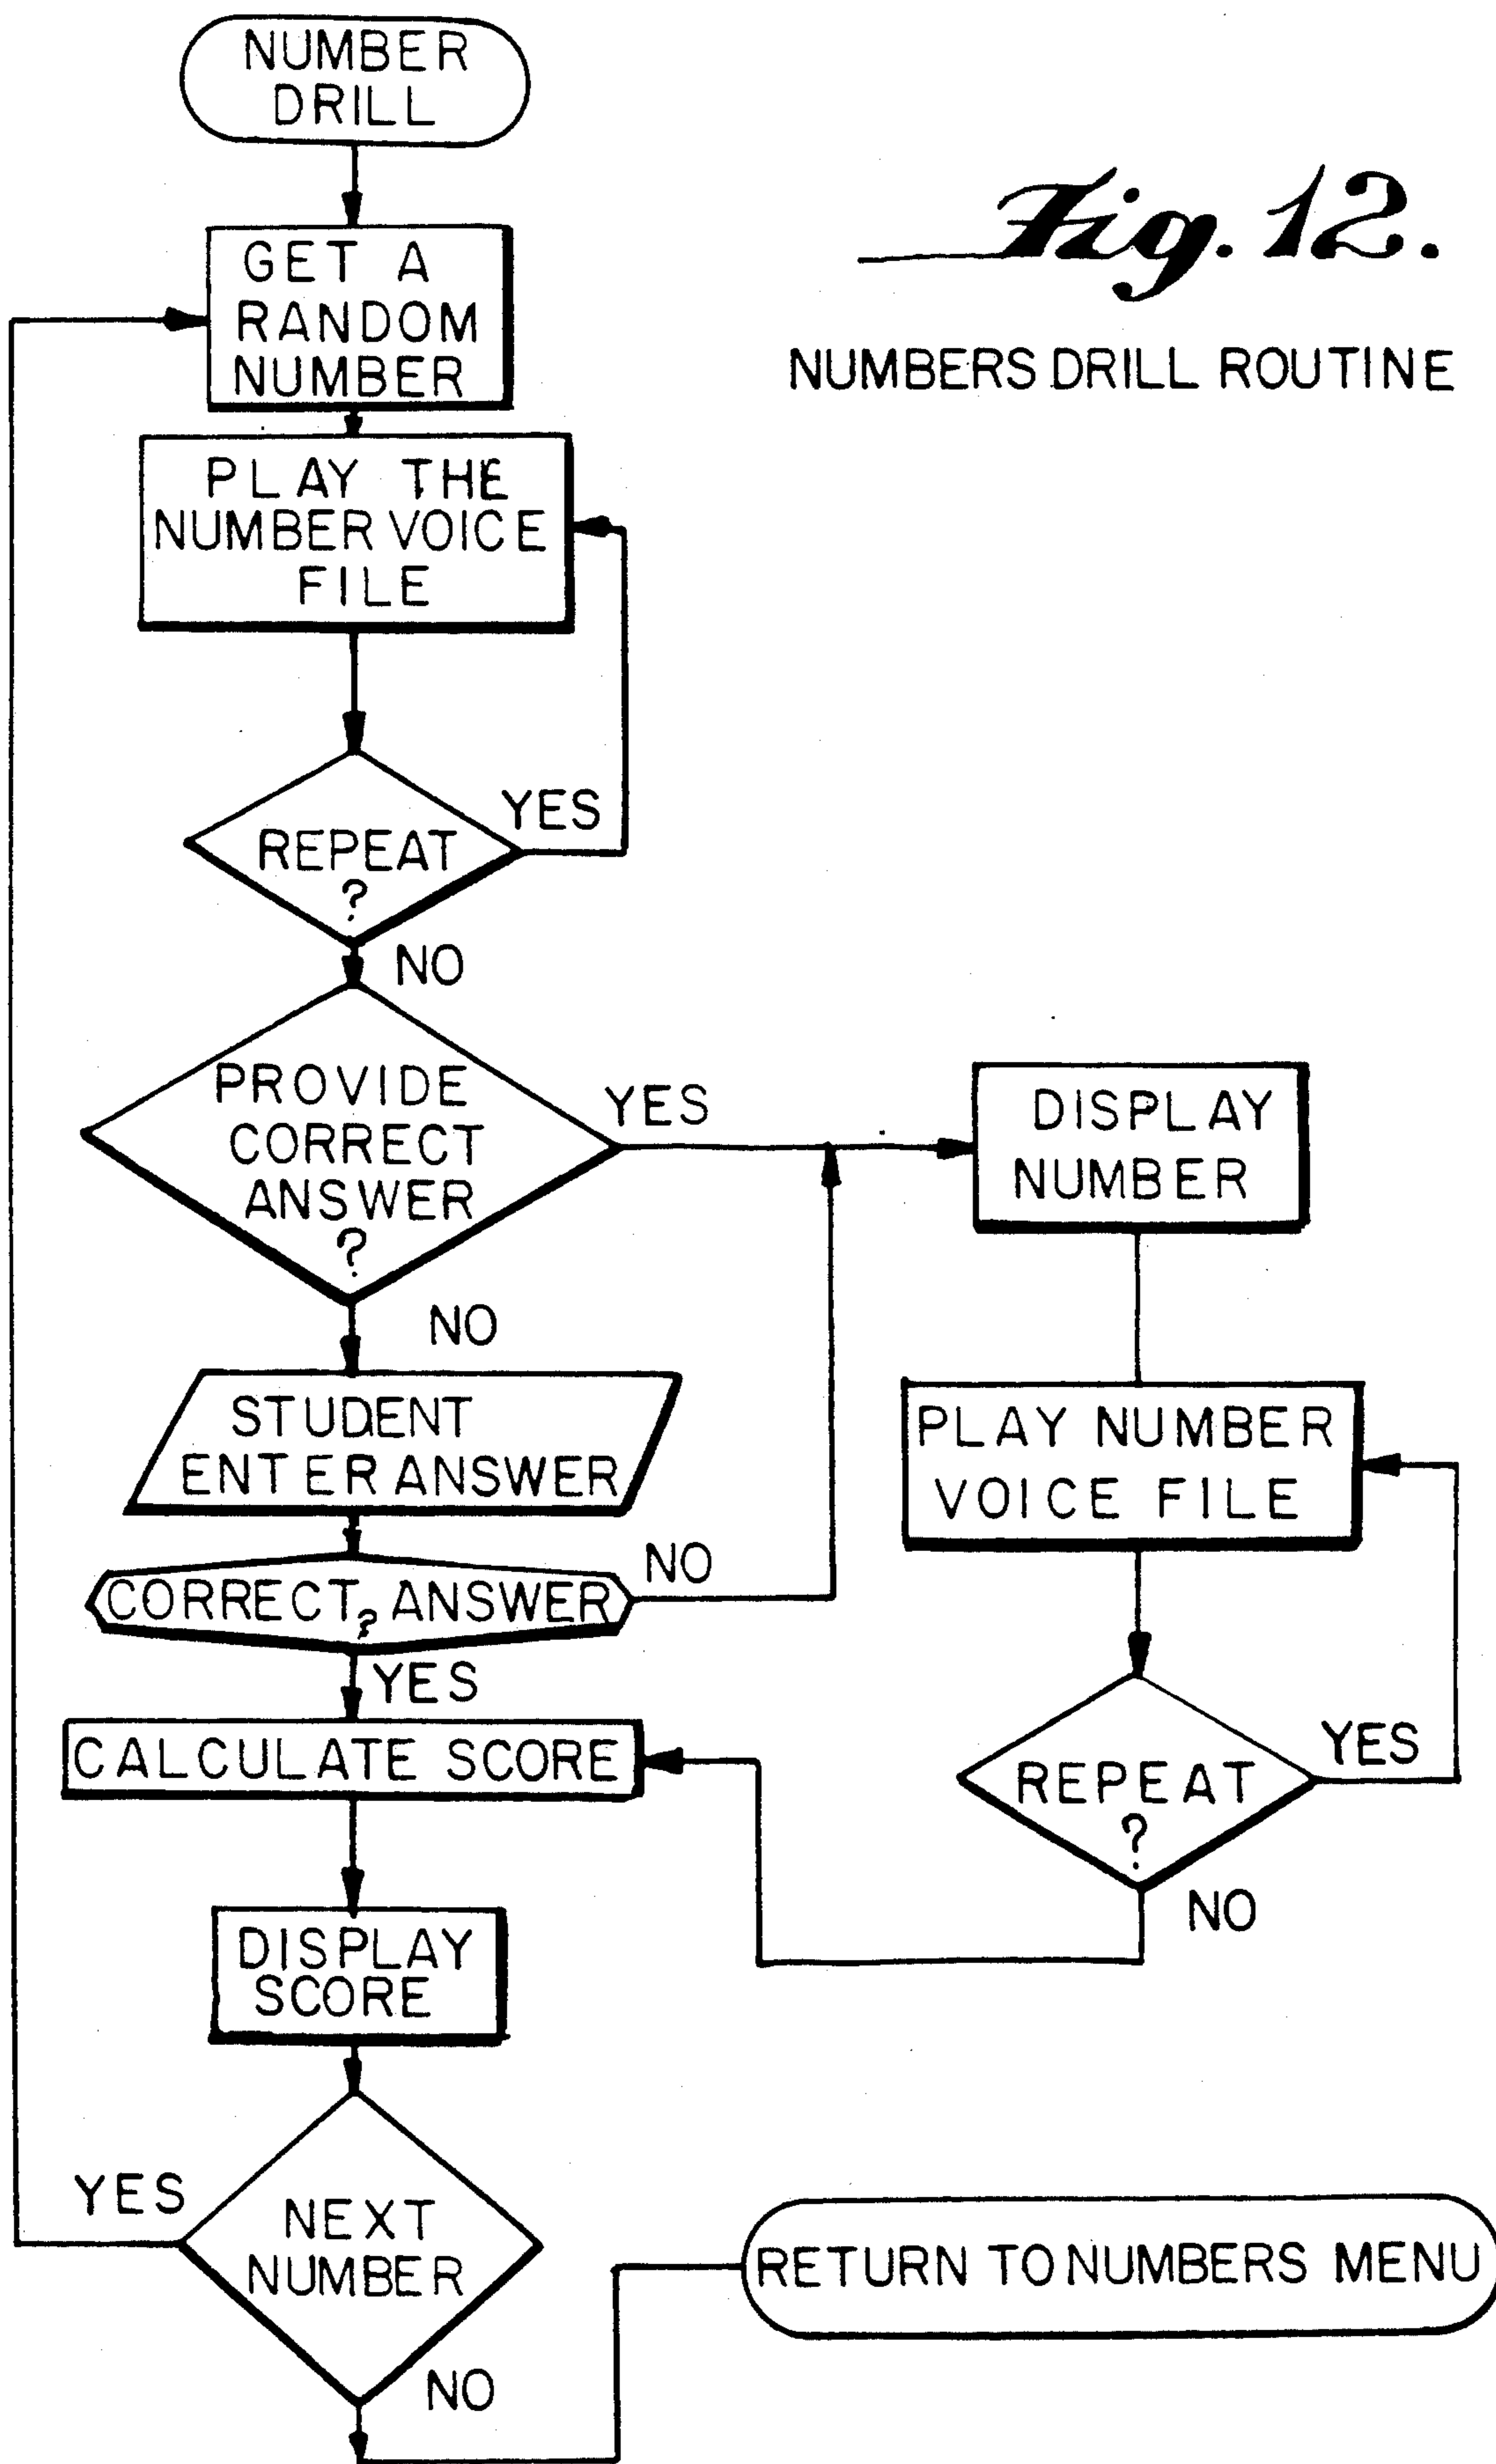 NUMBER
DRILL
Fig. 12.
NUMBERS DRILL ROUTINE
GET A
RANDOM
NUMBER
PLAY THE
NUMBER VOICE
FILE
REPEAT
?
YES
NO
PROVIDE
CORRECT
ANSWER
?
YES
NO
DISPLAY
NUMBER
STUDENT
ENTER ANSWER
PLAY NUMBER
VOICE FILE
CORRECT ANSWER
?
NO
YES
REPEAT
?
YES
NO
CALCULATE SCORE
DISPLAY
SCORE
NEXT
NUMBER
YES
NO
RETURN TO NUMBERS MENU